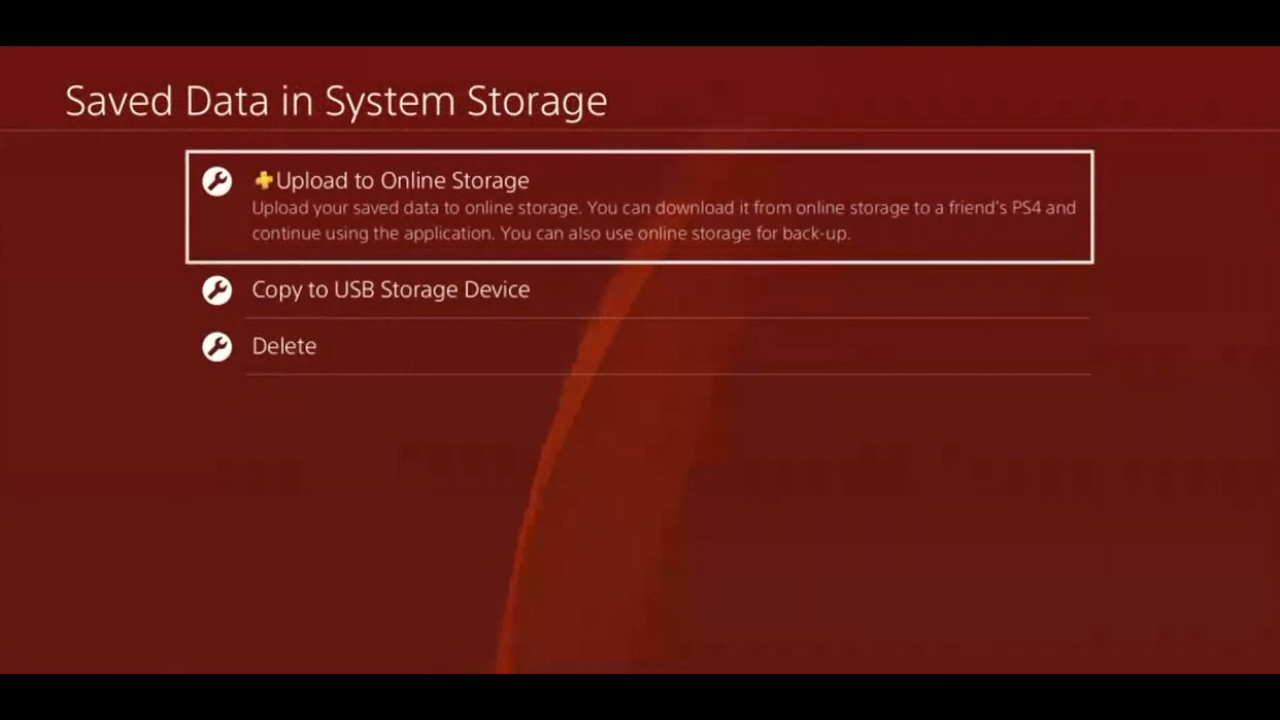 Saved Data in System Storage
Upload to Online Storage
Upload your saved data to online storage. You can download it from online storage to a friend's PS4 and
continue using the application. You can also use online storage for back-up.
Copy to USB Storage Device
Delete